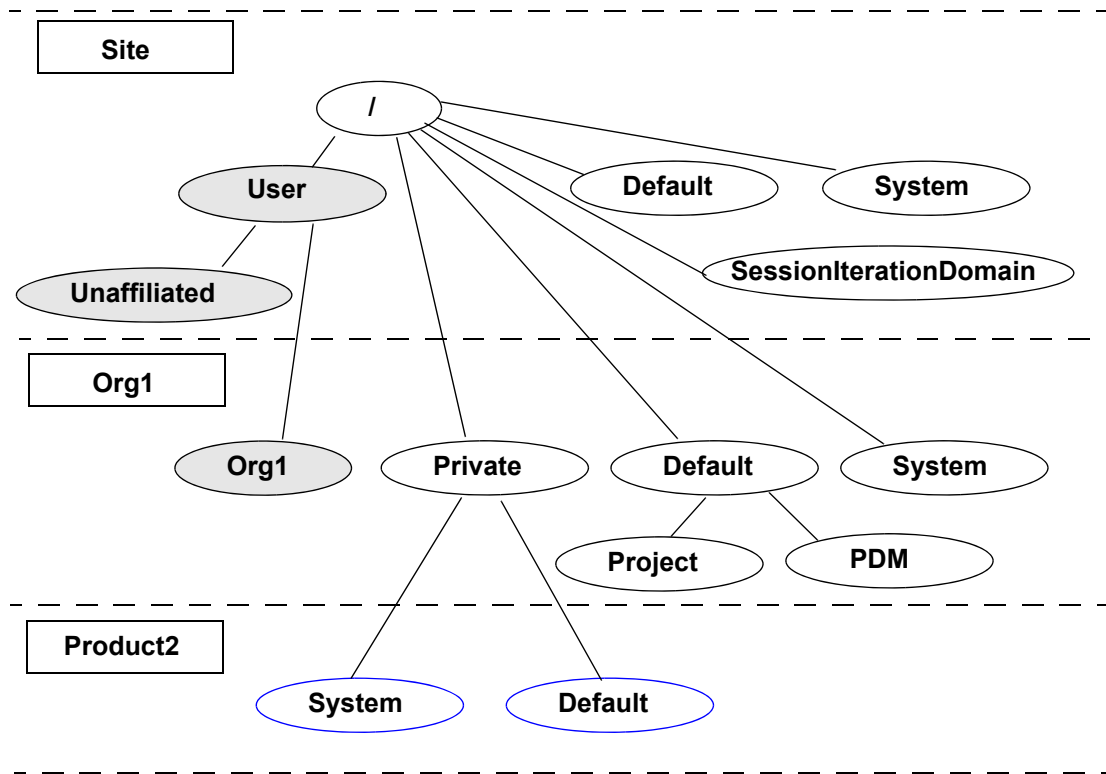 Site
/
User
Default
System
SessionIterationDomain
Unaffiliated
Org1
Org1
Private
Default
System
Project
PDM
Product2
System
Default